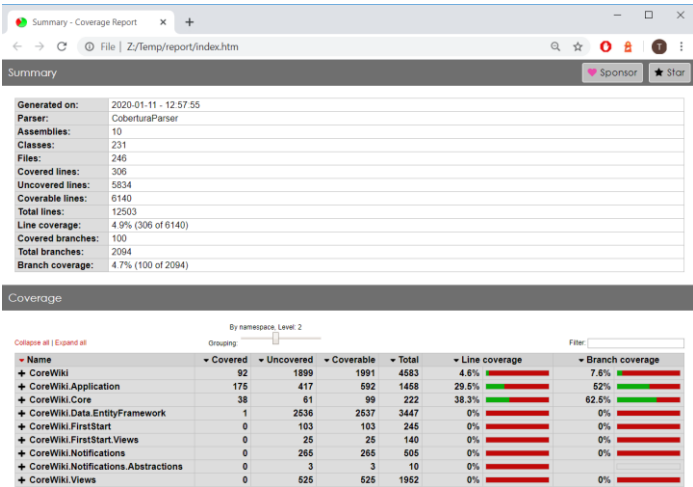 Summary - Coverage Report
File | Z:/Temp/report/index.htm
T
Summary
Sponsor
Star
Generated on: 2020-01-11 - 12:57:55
Parser: CoberturaParser
Assemblies: 10
Classes: 231
Files: 246
Covered lines: 306
Uncovered lines: 5834
Coverable lines: 6140
Total lines: 12503
Line coverage: 4.9% (306 of 6140)
Covered branches: 100
Total branches: 2094
Branch coverage: 4.7% (100 of 2094)
Coverage
By namespace, Level: 2
Collapse all | Expand all Grouping: Filter:
Name Covered Uncovered Coverable Total Line coverage Branch coverage
CoreWiki 92 1899 1991 4583 4.6% 7.6%
CoreWiki.Application 175 417 592 1458 29.5% 52%
CoreWiki.Core 38 61 99 222 38.3% 62.5%
CoreWiki.Data.EntityFramework 1 2536 2537 3447 0% 0%
CoreWiki.FirstStart 0 103 103 245 0% 0%
CoreWiki.FirstStart.Views 0 25 25 140 0% 0%
CoreWiki.Notifications 0 265 265 505 0% 0%
CoreWiki.Notifications.Abstractions 0 3 3 10 0%
CoreWiki.Views 0 525 525 1952 0% 0%